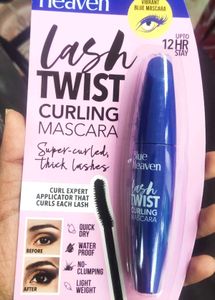 heaven
VIBRANT
BLUE MASCARA
lash
TWIST
CURLING
MASCARA
UPTO
12 HR
STAY
Super-curled,
thick lashes
CURL EXPERT
APPLICATOR THAT
CURLS EACH LASH
BEFORE
AFTER
QUICK
DRY
WATER
PROOF
NO-
CLUMPING
LIGHT
WEIGHT
Blue
Heaven
lash
TWIST
CURLING
MASCARA